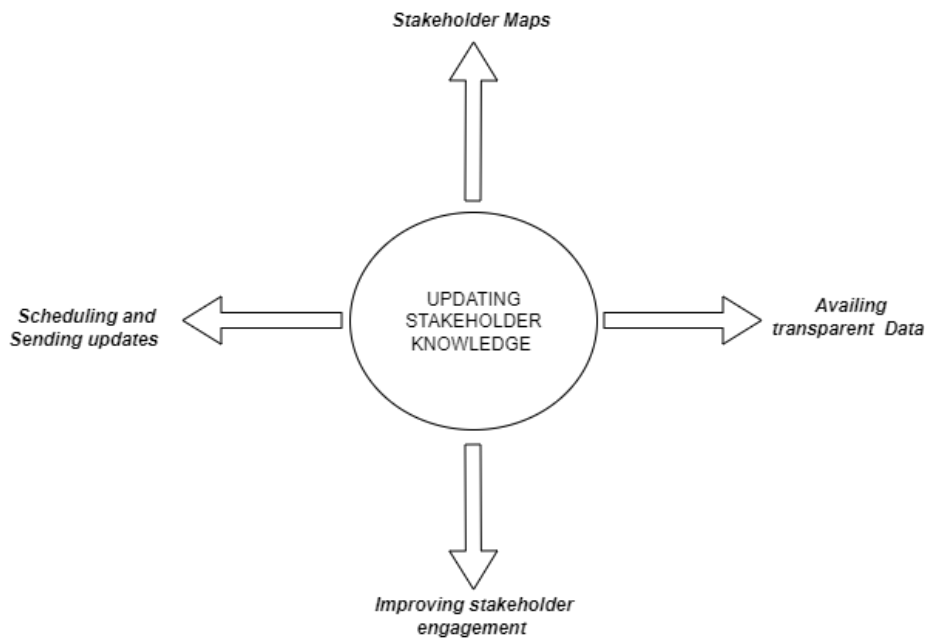 Stakeholder Maps
Scheduling and
Sending updates
UPDATING
STAKEHOLDER
KNOWLEDGE
Availing
transparent Data
Improving stakeholder
engagement